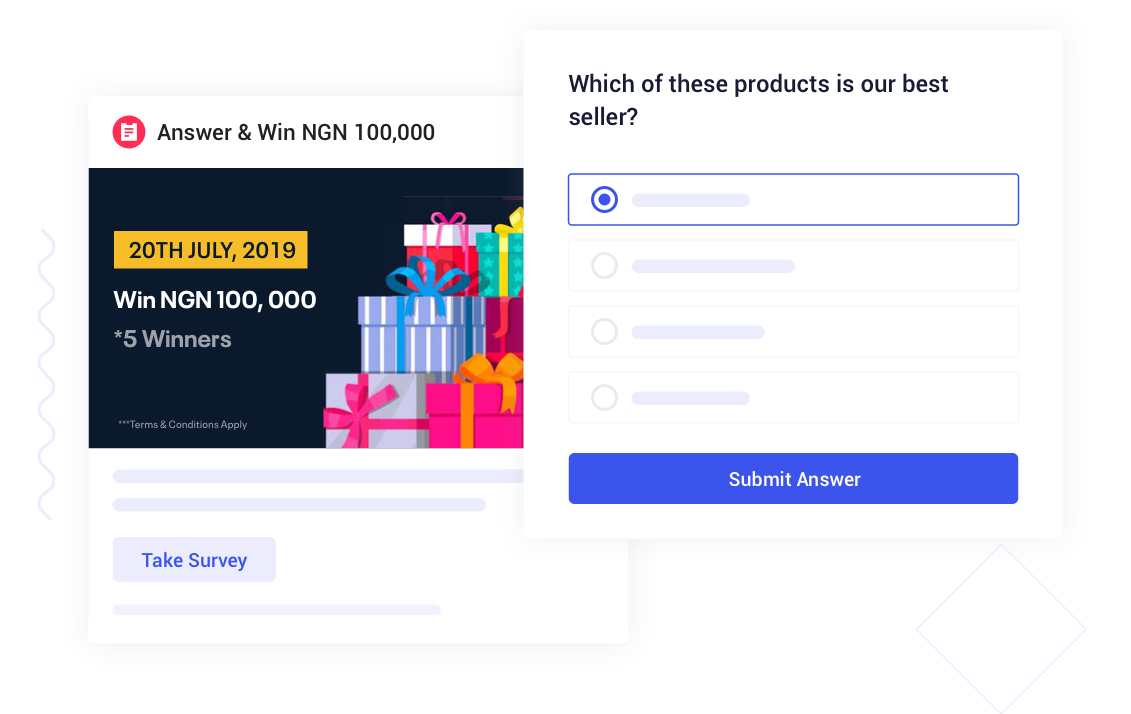 Answer & Win NGN 100,000
20TH JULY, 2019
Win NGN 100, 000
*5 Winners
***Terms & Conditions Apply
Take Survey
Which of these products is our best
seller?
Submit Answer